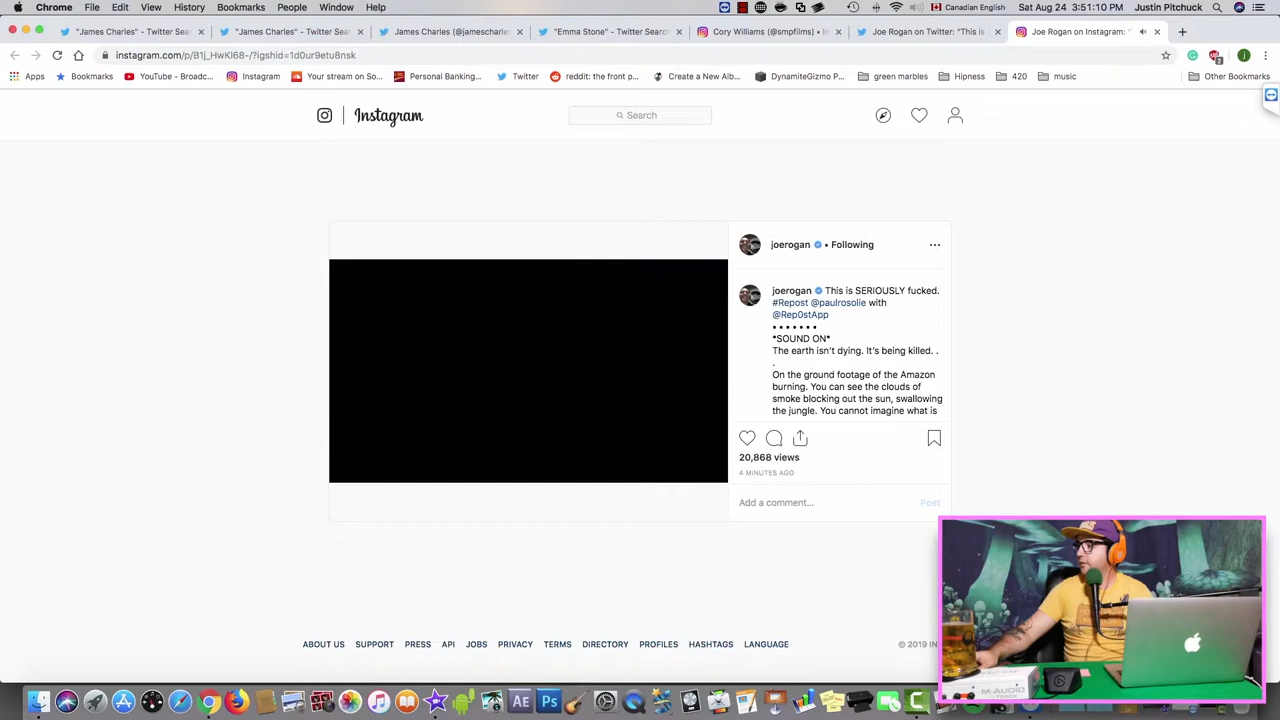 Chrome File Edit View History Bookmarks People Window Help Canadian English Sat Aug 24 3:51:10 PM Justin Pitchuck
"James Charles" - Twitter Sear "James Charles" - Twitter Sear James Charles (@jamescharles "Emma Stone" - Twitter Search Cory Williams (@smpfilms) • In Joe Rogan on Twitter: "This is Joe Rogan on Instagram: "
instagram.com/p/B1j_HwKl68-/?igshid=1d0ur9etu8nsk
Apps Bookmarks YouTube - Broadc... Instagram Your stream on So... Personal Banking... Twitter reddit: the front p... Create a New Alb... DynamiteGizmo P... green marbles Hipness 420 music Other Bookmarks
Instagram Search
joerogan • Following
joerogan This is SERIOUSLY fucked.
#Repost @paulrosolie with
@Rep0stApp
• • • • • • •
*SOUND ON*
The earth isn't dying. It's being killed. .
.
On the ground footage of the Amazon
burning. You can see the clouds of
smoke blocking out the sun, swallowing
the jungle. You cannot imagine what is
20,868 views
4 MINUTES AGO
Add a comment... Post
ABOUT US SUPPORT PRESS API JOBS PRIVACY TERMS DIRECTORY PROFILES HASHTAGS LANGUAGE © 2019 IN
M-AUDIO
AE Ps